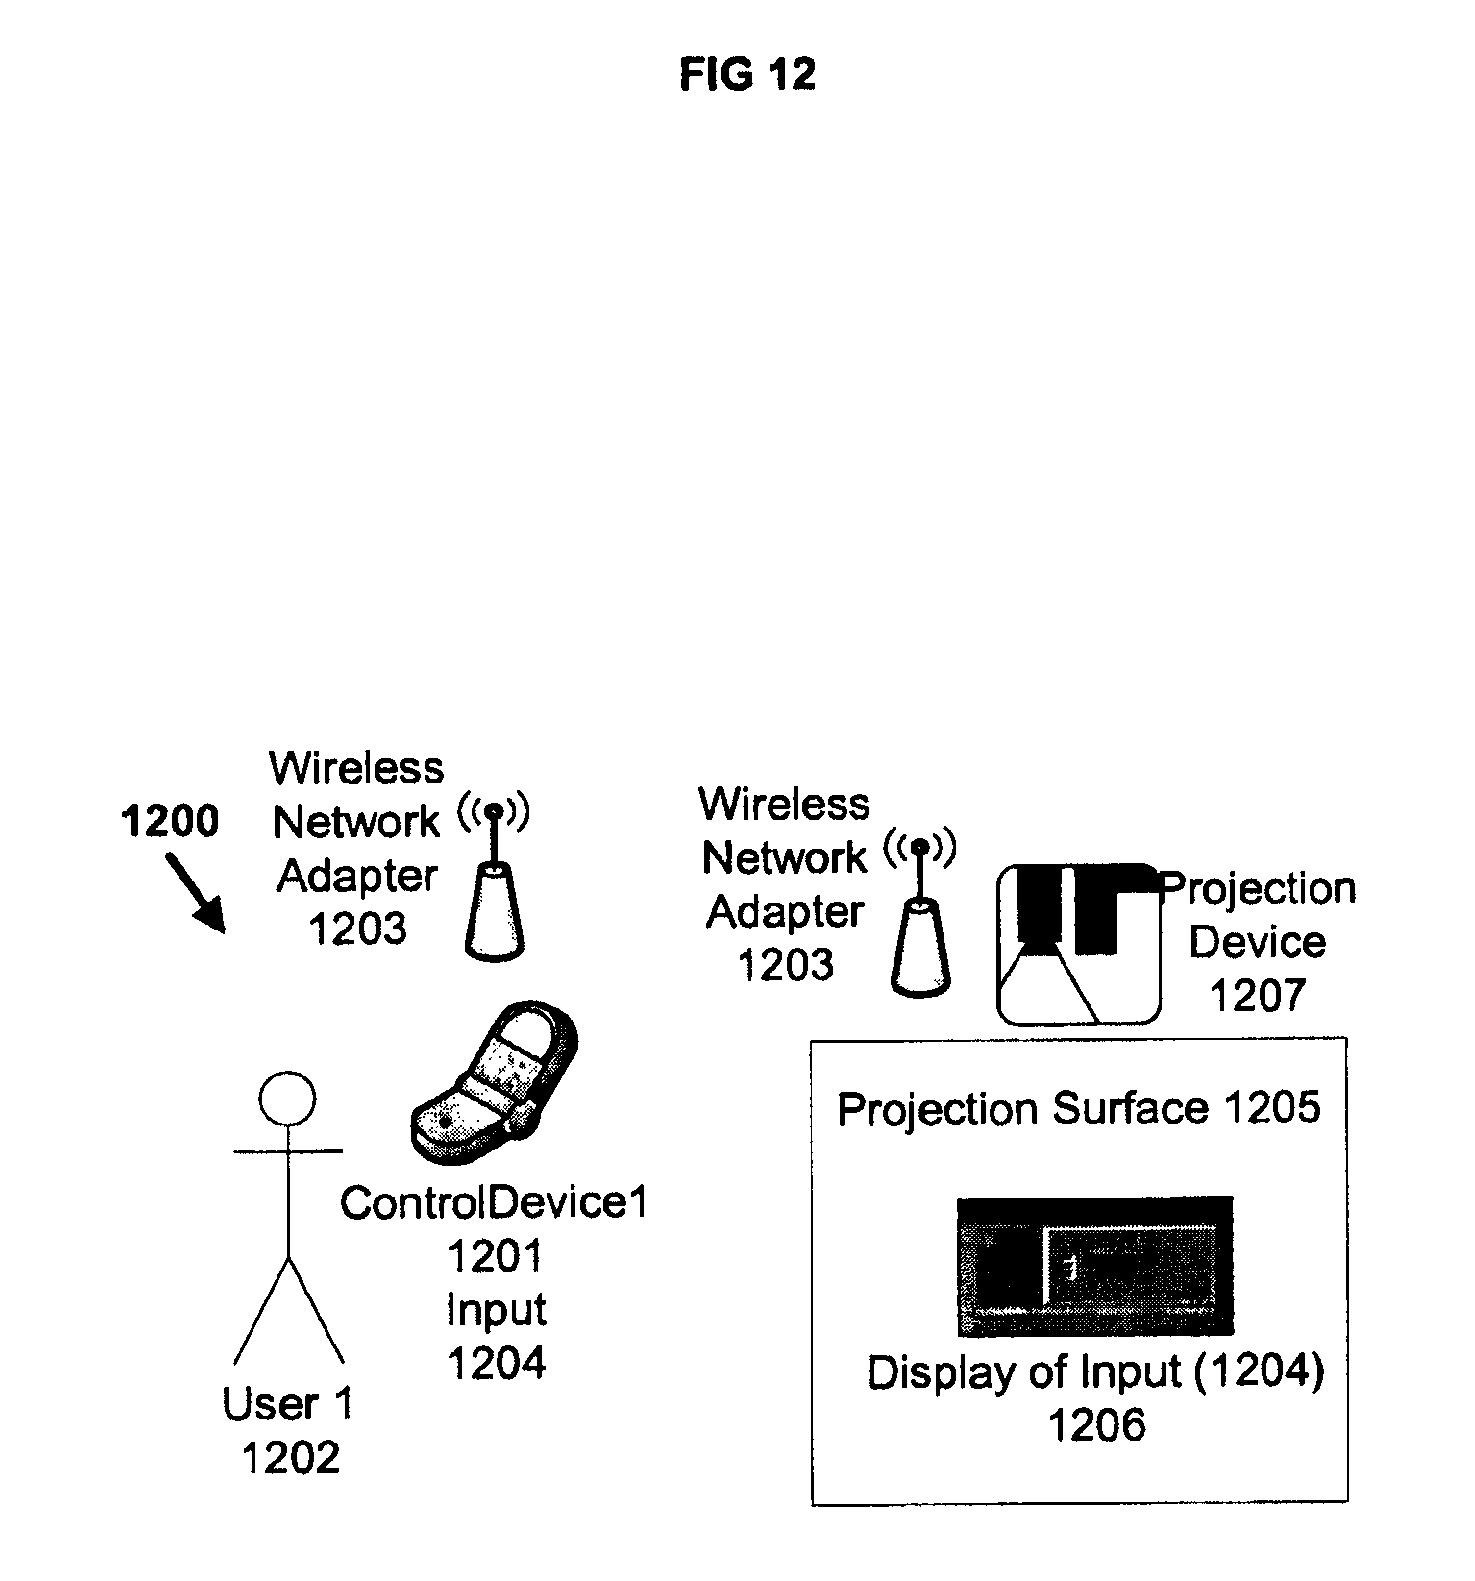 FIG 12
1200
Wireless
Network
Adapter
1203
Wireless
Network
Adapter
1203
Projection
Device
1207
ControlDevice1
1201
Input
1204
User 1
1202
Projection Surface 1205
Display of Input (1204)
1206